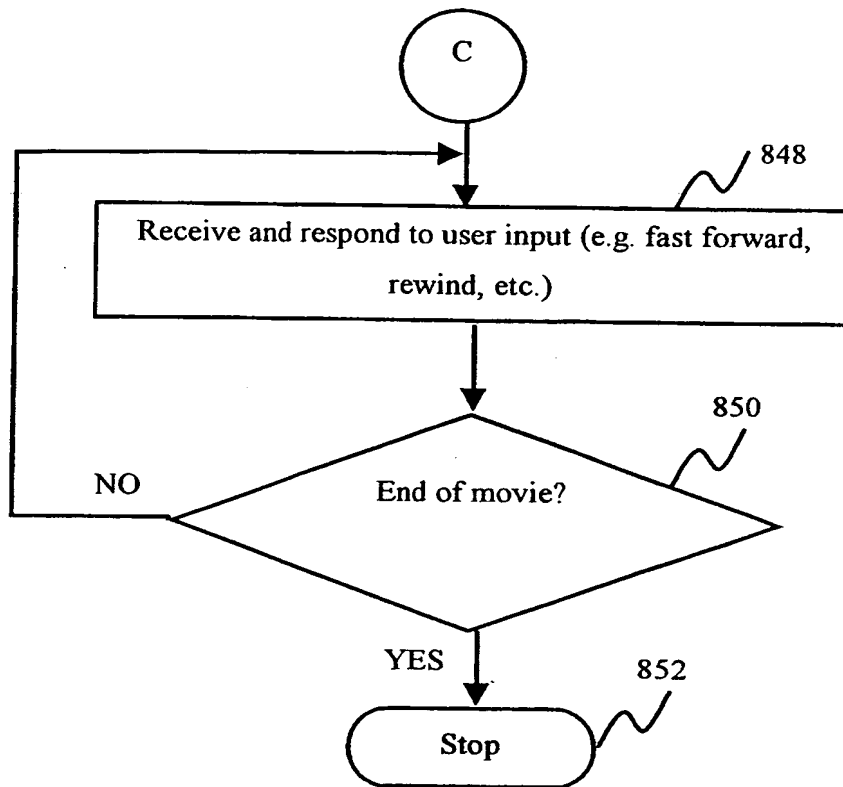 C
848
Receive and respond to user input (e.g. fast forward,
rewind, etc.)
850
NO
End of movie?
YES
852
Stop